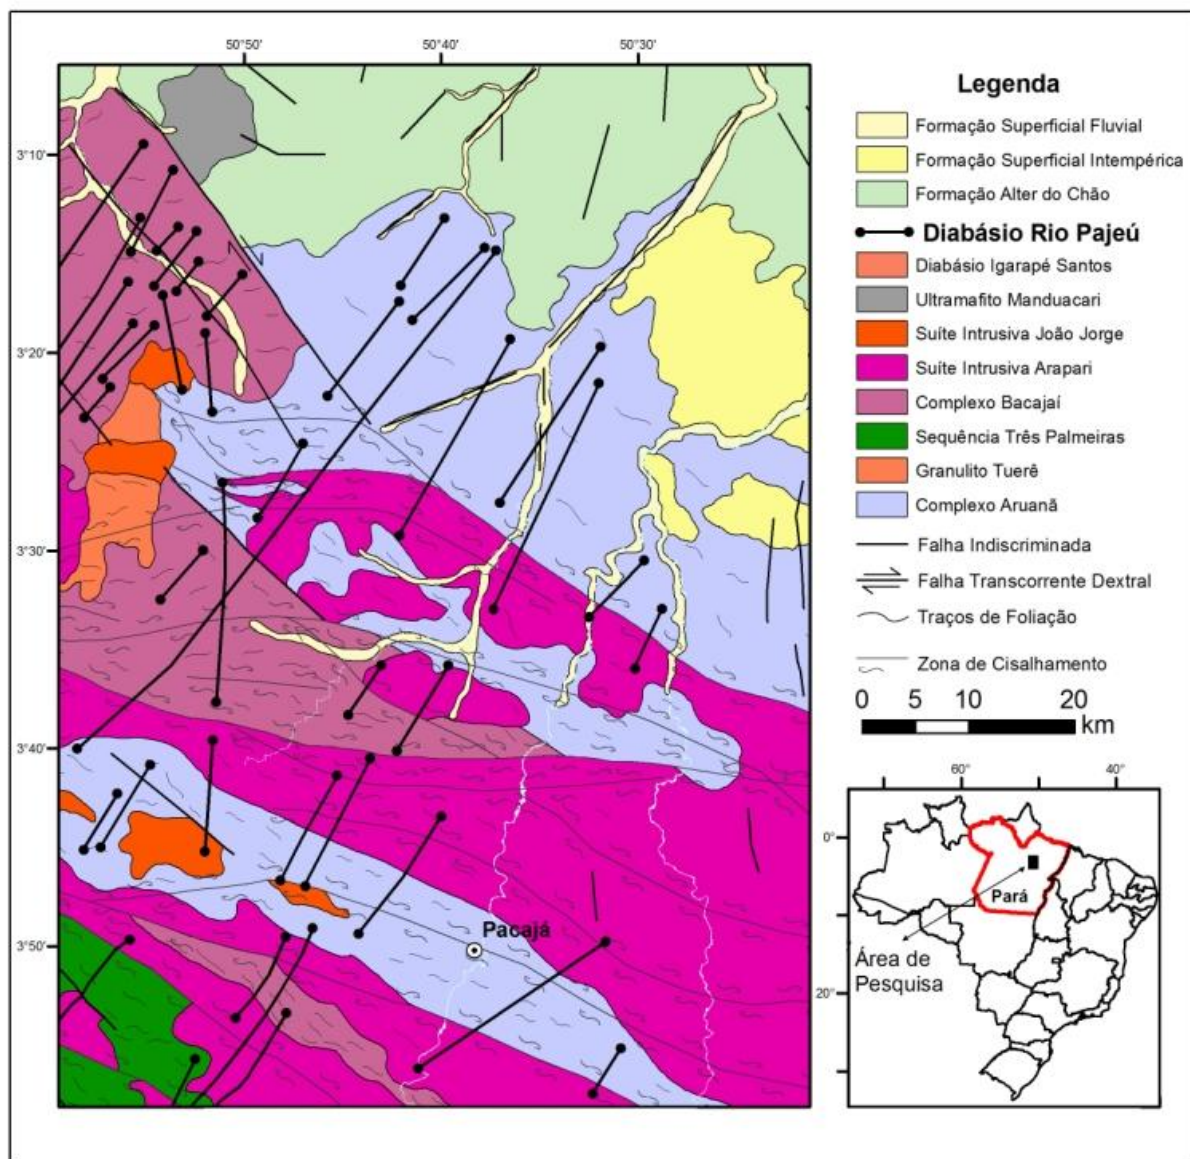 50°50'
50°40'
50°30'
3°10'
3°20'
3°30'
3°40'
3°50'
Pacajá
Legenda
Formação Superficial Fluvial
Formação Superficial Intempérica
Formação Alter do Chão
Diabásio Rio Pajeú
Diabásio Igarapé Santos
Ultramafito Manduacari
Suíte Intrusiva João Jorge
Suíte Intrusiva Arapari
Complexo Bacajaí
Sequência Três Palmeiras
Granulito Tuerê
Complexo Aruanã
Falha Indiscriminada
Falha Transcorrente Dextral
Traços de Foliação
Zona de Cisalhamento
0 5 10 20
km
60°
40°
0°
Pará
Área de
Pesquisa
20°